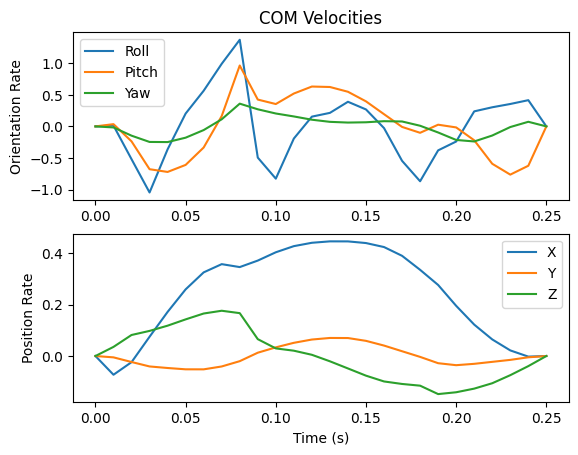 COM Velocities
Orientation Rate
1.0
0.5
0.0
−0.5
−1.0
Roll
Pitch
Yaw
0.00 0.05 0.10 0.15 0.20 0.25
Position Rate
0.4
0.2
0.0
X
Y
Z
0.00 0.05 0.10 0.15 0.20 0.25
Time (s)